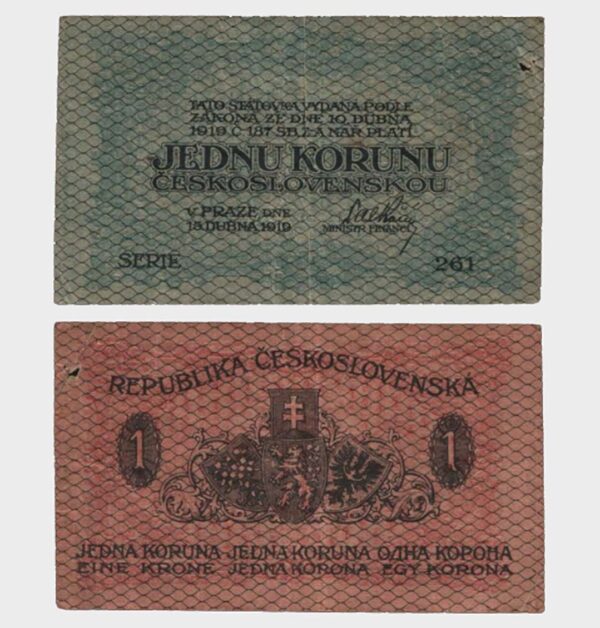 TATO STÁTOVKA VYDANÁ PODLE
ZÁKONA ZE DNE 10. DUBNA
1919 Č. 187 SB. Z. A NAŘ. PLATÍ
JEDNU KORUNU
ČESKOSLOVENSKOU
V PRAZE DNE
15. DUBNA 1919
MINISTR FINANCÍ
SERIE 261
REPUBLIKA ČESKOSLOVENSKÁ
1 1
JEDNA KORUNA · JEDNA KORUNA · ОДНА КОРОНА
EINE KRONE · JEDNA KORONA · EGY KORONA